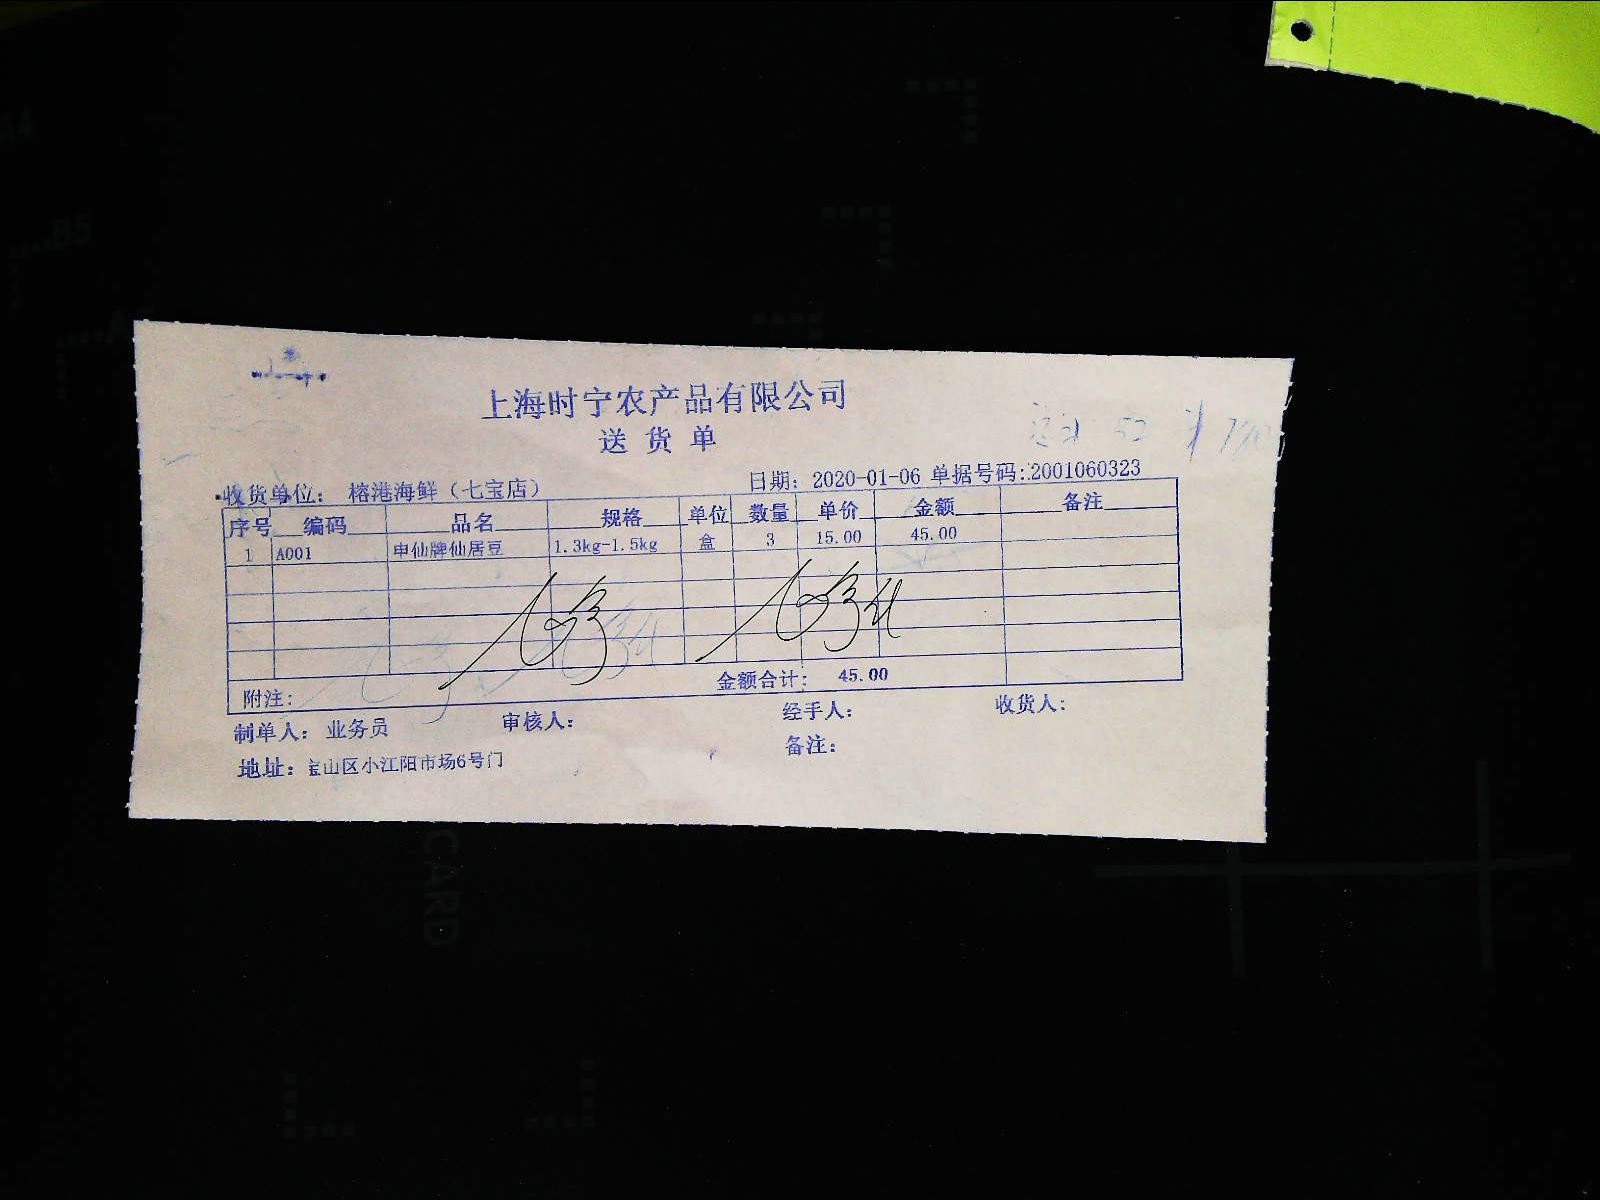 上海时宁农产品有限公司
送货单
收货单位: 榕港海鲜(七宝店) 日期: 2020-01-06 单据号码:2001060323
序号 编码 品名 规格 单位 数量 单价 金额 备注
1 A001 申仙牌仙居豆 1.3kg-1.5kg 盒 3 15.00 45.00
附注: 金额合计: 45.00
制单人: 业务员 审核人: 经手人: 收货人:
地址: 宝山区小江阳市场6号门 备注:
CARD
B5